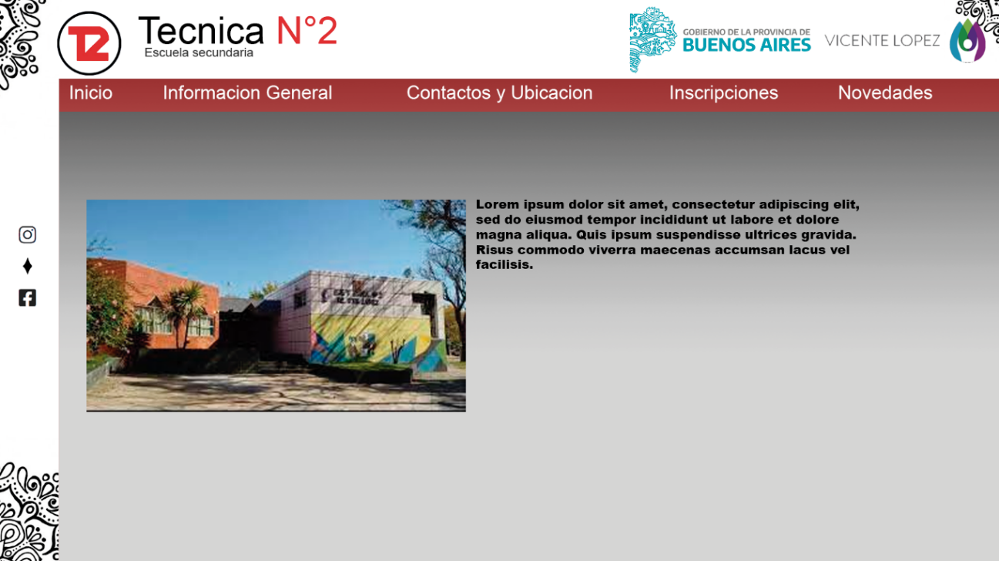 T2
Tecnica N°2
Escuela secundaria
GOBIERNO DE LA PROVINCIA DE
BUENOS AIRES
VICENTE LOPEZ
Inicio Informacion General Contactos y Ubicacion Inscripciones Novedades
Lorem ipsum dolor sit amet, consectetur adipiscing elit,
sed do eiusmod tempor incididunt ut labore et dolore
magna aliqua. Quis ipsum suspendisse ultrices gravida.
Risus commodo viverra maecenas accumsan lacus vel
facilisis.